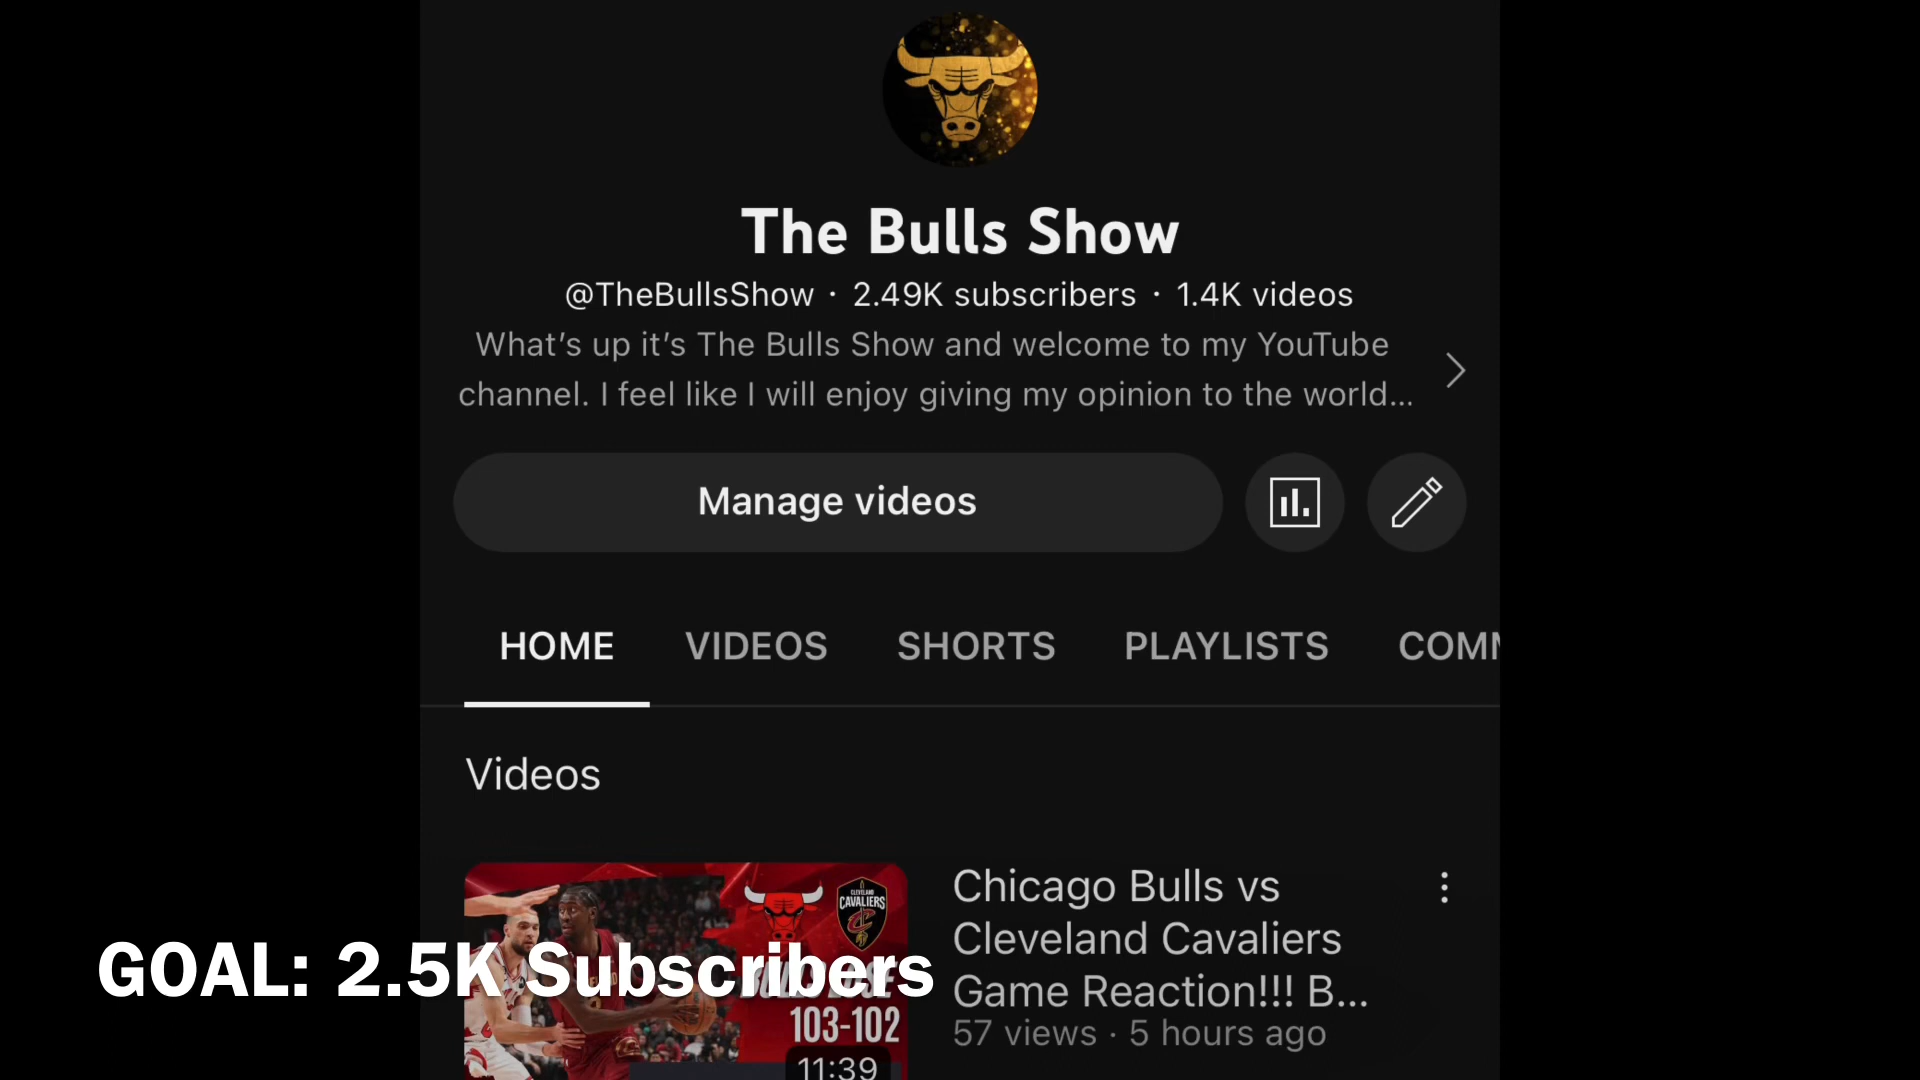 The Bulls Show
@TheBullsShow · 2.49K subscribers · 1.4K videos
What’s up it’s The Bulls Show and welcome to my YouTube
channel. I feel like I will enjoy giving my opinion to the world...
Manage videos
HOME VIDEOS SHORTS PLAYLISTS COMM
Videos
CLEVELAND
CAVALIERS
Chicago Bulls vs
Cleveland Cavaliers
Game Reaction!!! B...
57 views · 5 hours ago
GOAL: 2.5K Subscribers
103-102
11:39